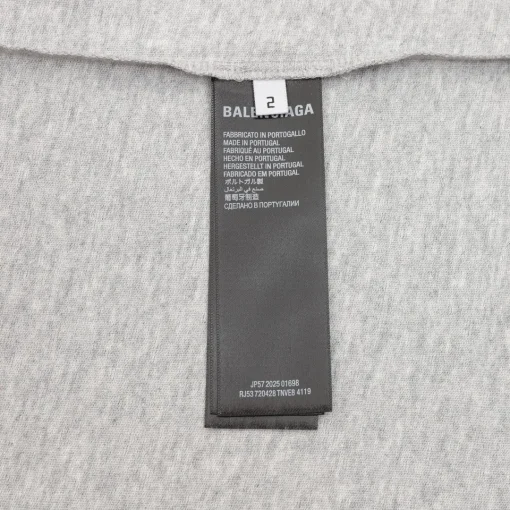 2
BALENCIAGA
FABBRICATO IN PORTOGALLO
MADE IN PORTUGAL
FABRIQUÉ AU PORTUGAL
HECHO EN PORTUGAL
HERGESTELLT IN PORTUGAL
FABRICADO EM PORTUGAL
ポルトガル製
صنع في البرتغال
葡萄牙制造
СДЕЛАНО В ПОРТУГАЛИИ
JP57 2025 01698
RJ53 720428 TNVE8 4119